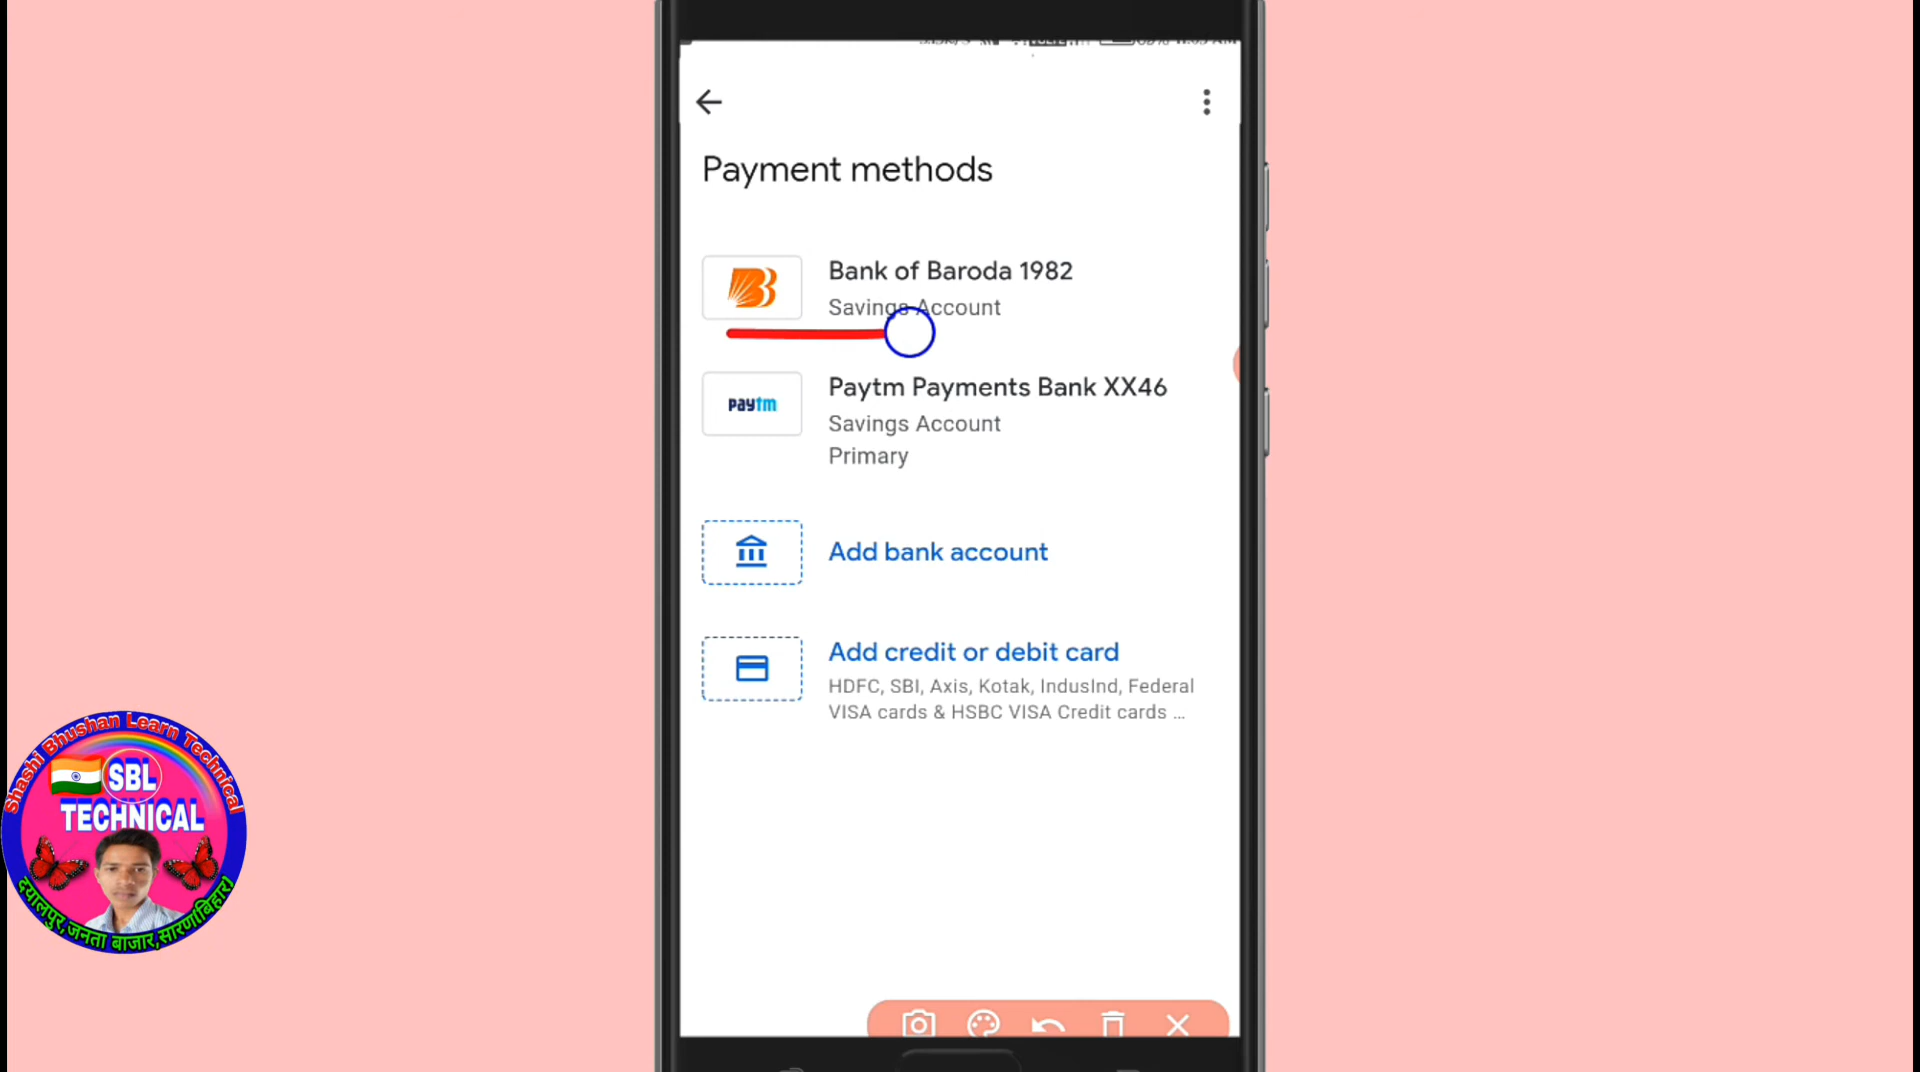 Payment methods
Bank of Baroda 1982
Savings Account
paytm
Paytm Payments Bank XX46
Savings Account
Primary
Add bank account
Add credit or debit card
HDFC, SBI, Axis, Kotak, IndusInd, Federal
VISA cards & HSBC VISA Credit cards ...
Shashi Bhushan Learn Technical
SBL
TECHNICAL
दयालपुर,जनता बाजार,सारण(बिहार)